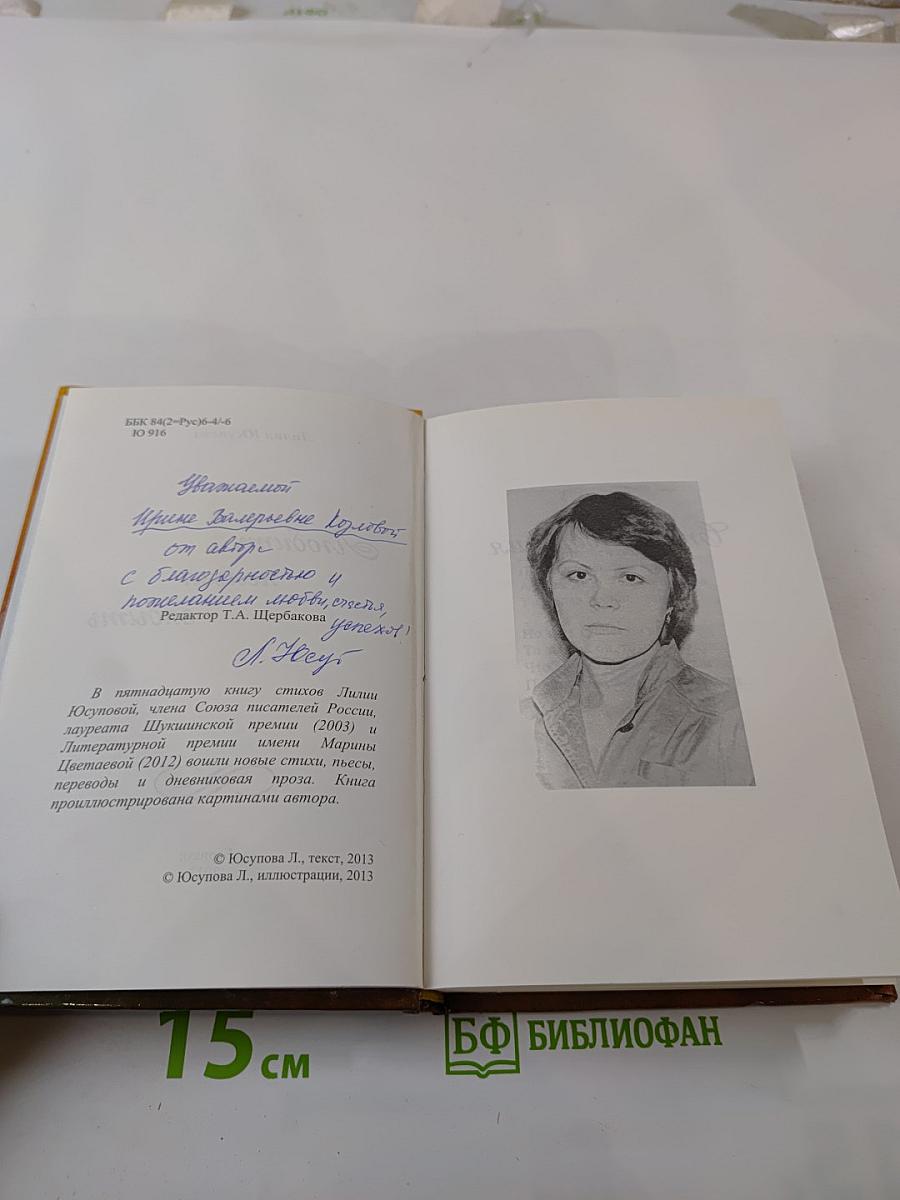 ББК 84(2=Рус)6-4/-6
Ю 916
Уважаемой
Ирине Валерьевне Козловой
от автора
с благодарностью и
пожеланием любви, счастья,
успехов!
Редактор Т.А. Щербакова
Л. Юсуп
В пятнадцатую книгу стихов Лилии
Юсуповой, члена Союза писателей России,
лауреата Шукшинской премии (2003) и
Литературной премии имени Марины
Цветаевой (2012) вошли новые стихи, пьесы,
переводы и дневниковая проза. Книга
проиллюстрирована картинами автора.
© Юсупова Л., текст, 2013
© Юсупова Л., иллюстрации, 2013
15 см
БФ БИБЛИОФАН